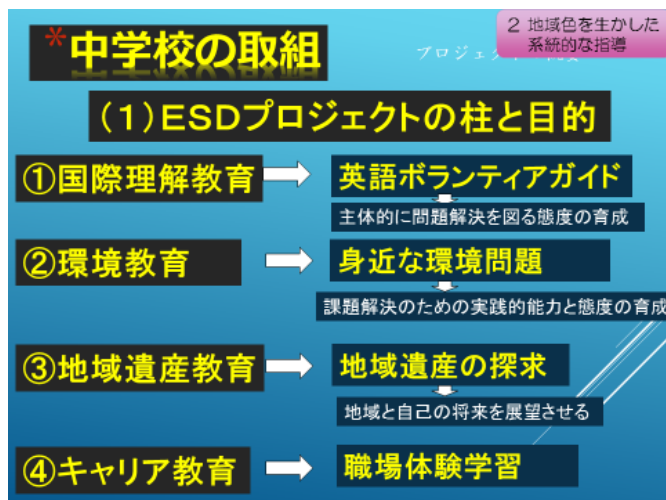 2 地域色を生かした
系統的な指導
*中学校の取組
(1)ESDプロジェクトの柱と目的
①国際理解教育
英語ボランティアガイド
主体的に問題解決を図る態度の育成
②環境教育
身近な環境問題
課題解決のための実践的能力と態度の育成
③地域遺産教育
地域遺産の探求
地域と自己の将来を展望させる
④キャリア教育
職場体験学習